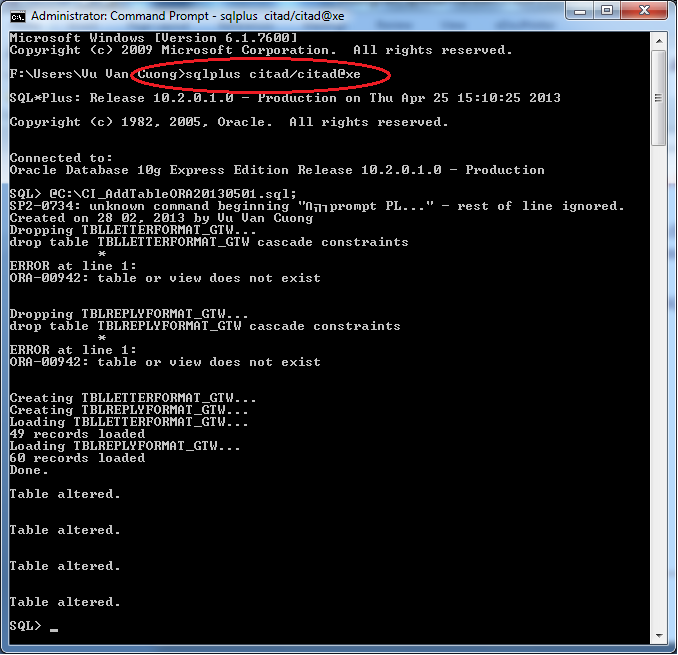 Administrator: Command Prompt - sqlplus  citad/citad@xe
Microsoft Windows [Version 6.1.7600]
Copyright (c) 2009 Microsoft Corporation.  All rights reserved.
F:\Users\Vu Van Cuong>sqlplus citad/citad@xe
SQL*Plus: Release 10.2.0.1.0 - Production on Thu Apr 25 15:10:25 2013
Copyright (c) 1982, 2005, Oracle.  All rights reserved.
Connected to:
Oracle Database 10g Express Edition Release 10.2.0.1.0 - Production
SQL> @C:\CI_AddTableORA20130501.sql;
SP2-0734: unknown command beginning "prompt PL..." - rest of line ignored.
Created on 28 02, 2013 by Vu Van Cuong
Dropping TBLLETTERFORMAT_GTW...
drop table TBLLETTERFORMAT_GTW cascade constraints
*
ERROR at line 1:
ORA-00942: table or view does not exist
Dropping TBLREPLYFORMAT_GTW...
drop table TBLREPLYFORMAT_GTW cascade constraints
*
ERROR at line 1:
ORA-00942: table or view does not exist
Creating TBLLETTERFORMAT_GTW...
Creating TBLREPLYFORMAT_GTW...
Loading TBLLETTERFORMAT_GTW...
49 records loaded
Loading TBLREPLYFORMAT_GTW...
60 records loaded
Done.
Table altered.
Table altered.
Table altered.
Table altered.
SQL> _